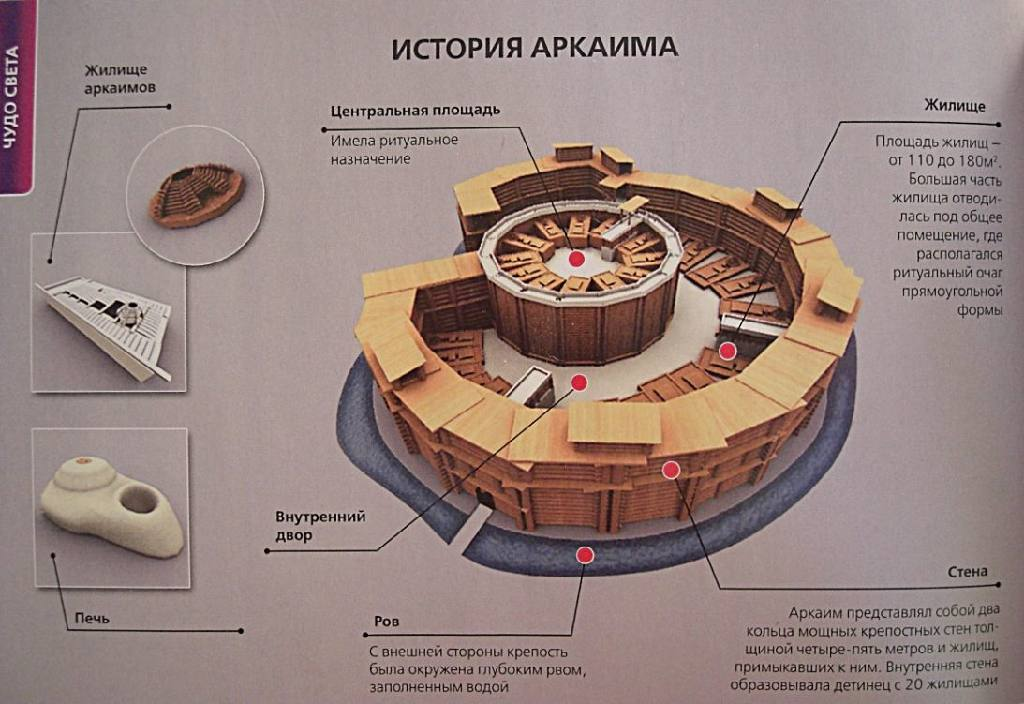 ЧУДО СВЕТА
ИСТОРИЯ АРКАИМА
Жилище
аркаимов
Центральная площадь
Имела ритуальное
назначение
Жилище
Площадь жилищ –
от 110 до 180м².
Большая часть
жилища отводи-
лась под общее
помещение, где
располагался
ритуальный очаг
прямоугольной
формы
Внутренний
двор
Печь
Ров
С внешней стороны крепость
была окружена глубоким рвом,
заполненным водой
Стена
Аркаим представлял собой два
кольца мощных крепостных стен тол-
щиной четыре-пять метров и жилищ,
примыкавших к ним. Внутренняя стена
образовывала детинец с 20 жилищами